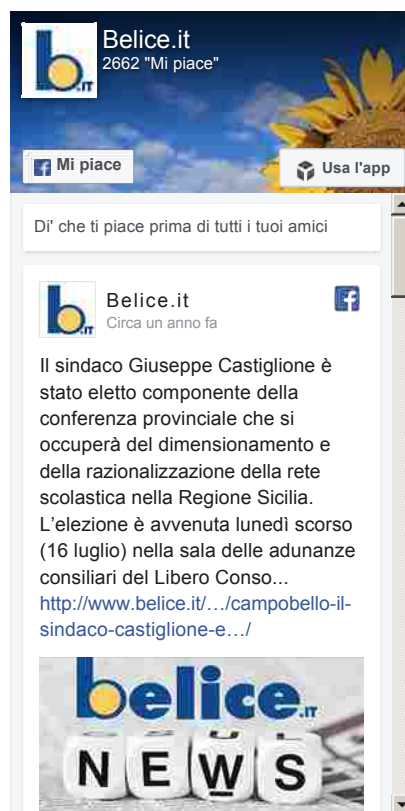 b.IT
Belice.it
2662 "Mi piace"
Mi piace
Usa l'app
Di' che ti piace prima di tutti i tuoi amici
b.IT
Belice.it
Circa un anno fa
Il sindaco Giuseppe Castiglione è
stato eletto componente della
conferenza provinciale che si
occuperà del dimensionamento e
della razionalizzazione della rete
scolastica nella Regione Sicilia.
L'elezione è avvenuta lunedì scorso
(16 luglio) nella sala delle adunanze
consiliari del Libero Conso...
http://www.belice.it/…/campobello-il-
sindaco-castiglione-e…/
belice.IT
NEWS